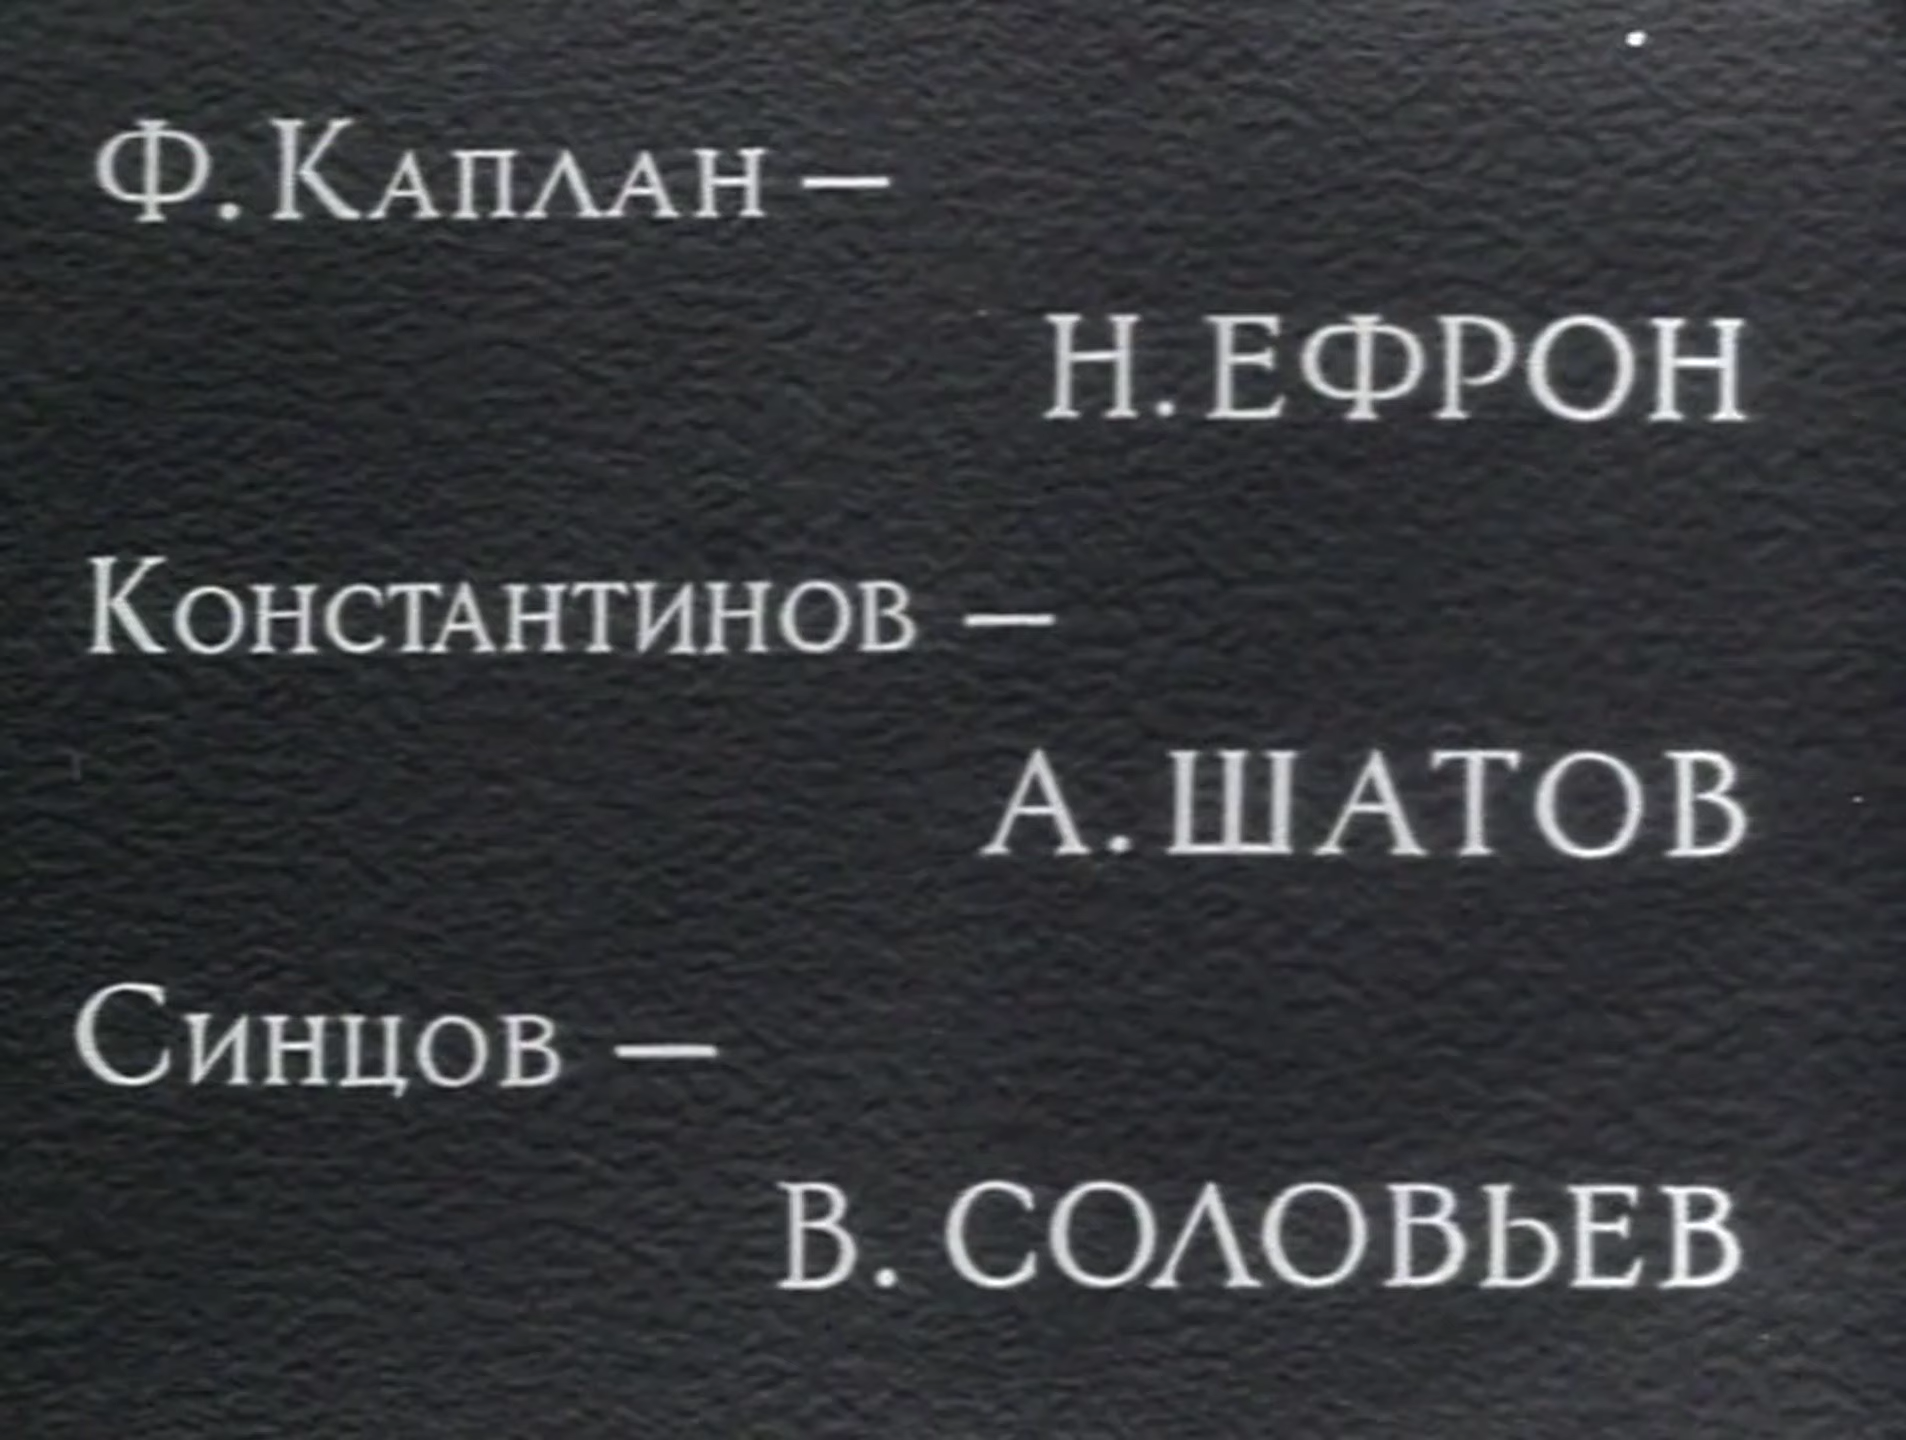 Ф. Каплан —
Н. ЕФРОН
Константинов —
А. ШАТОВ
Синцов —
В. СОЛОВЬЕВ